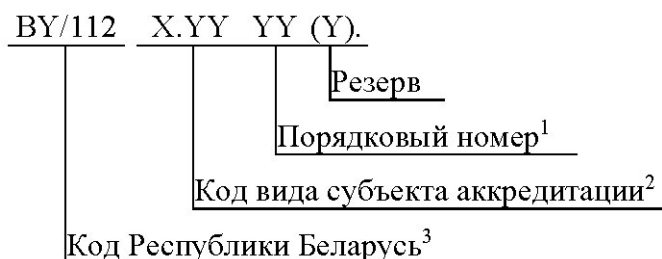 BY/112 X.YY YY (Y).
Резерв
Порядковый номер¹
Код вида субъекта аккредитации²
Код Республики Беларусь³